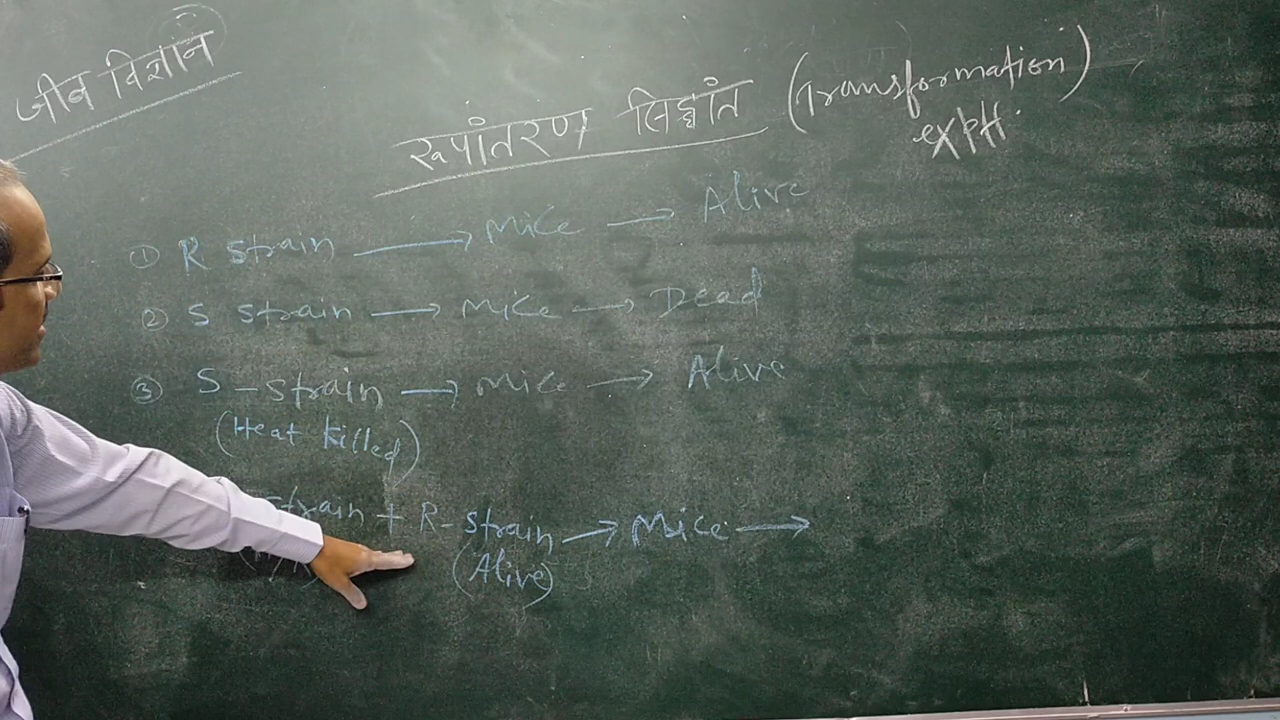 जीव विज्ञान
रूपांतरण सिद्धांत (Transformation)
expt.
① R strain → Mice → Alive
② S strain → Mice → Dead
③ S-strain → Mice → Alive
(Heat killed)
strain + R-strain → Mice →
(Alive)